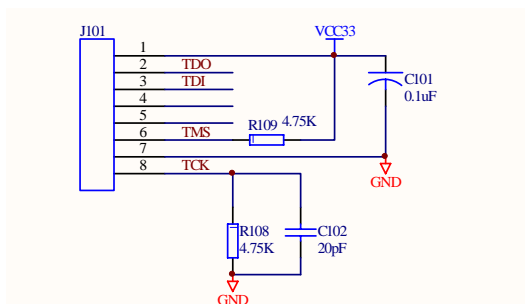 J101
VCC33
1
2 TDO
3 TDI
4
5
6 TMS
7
8 TCK
R109 4.75K
C101
0.1uF
GND
R108
4.75K
C102
20pF
GND